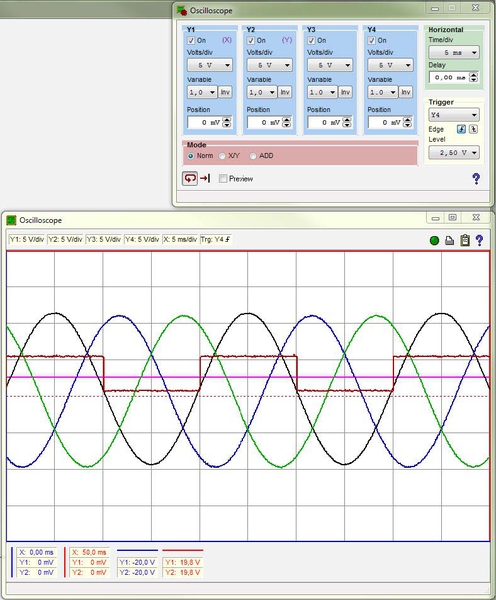 Oscilloscope
Y1 Y2 Y3 Y4 Horizontal
On (X) On (Y) On On Time/div
Volts/div Volts/div Volts/div Volts/div 5 ms
5 V 5 V 5 V 5 V Delay
Variable Variable Variable Variable 0,00 ms
1,0 Inv 1,0 Inv 1.0 Inv 1.0 Inv Trigger
Position Position Position Position Y4
0 mV 0 mV 0 mV 0 mV Edge
Mode Level
Norm X/Y ADD 2,50 V
Preview
Oscilloscope
Y1: 5 V/div Y2: 5 V/div Y3: 5 V/div Y4: 5 V/div X: 5 ms/div Trg: Y4
X: 0,00 ms X: 50,0 ms
Y1: 0 mV Y1: 0 mV Y1: -20,0 V Y1: 19,8 V
Y2: 0 mV Y2: 0 mV Y2: -20,0 V Y2: 19,8 V